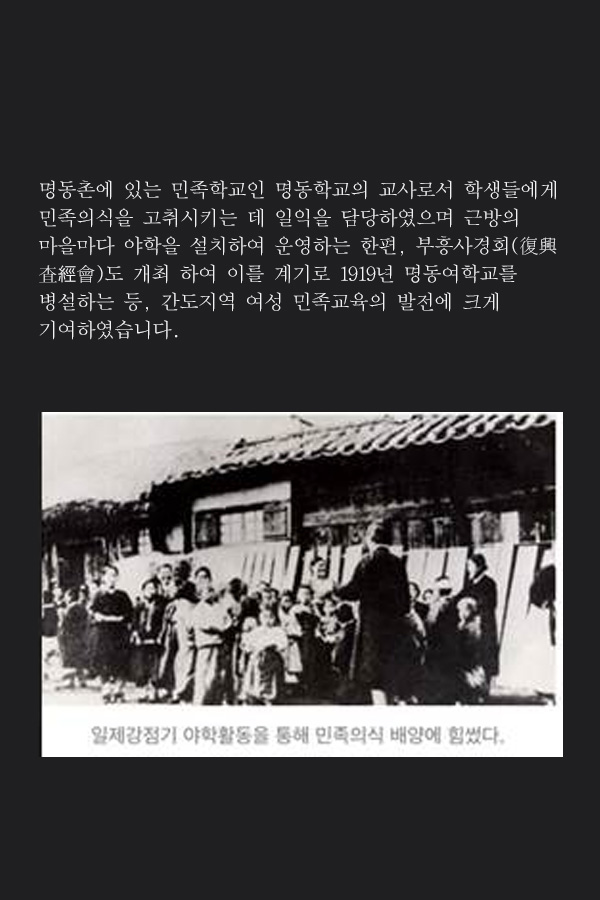 명동촌에 있는 민족학교인 명동학교의 교사로서 학생들에게
민족의식을 고취시키는 데 일익을 담당하였으며 근방의
마을마다 야학을 설치하여 운영하는 한편, 부흥사경회(復興
査經會)도 개최 하여 이를 계기로 1919년 명동여학교를
병설하는 등, 간도지역 여성 민족교육의 발전에 크게
기여하였습니다.
일제강점기 야학활동을 통해 민족의식 배양에 힘썼다.